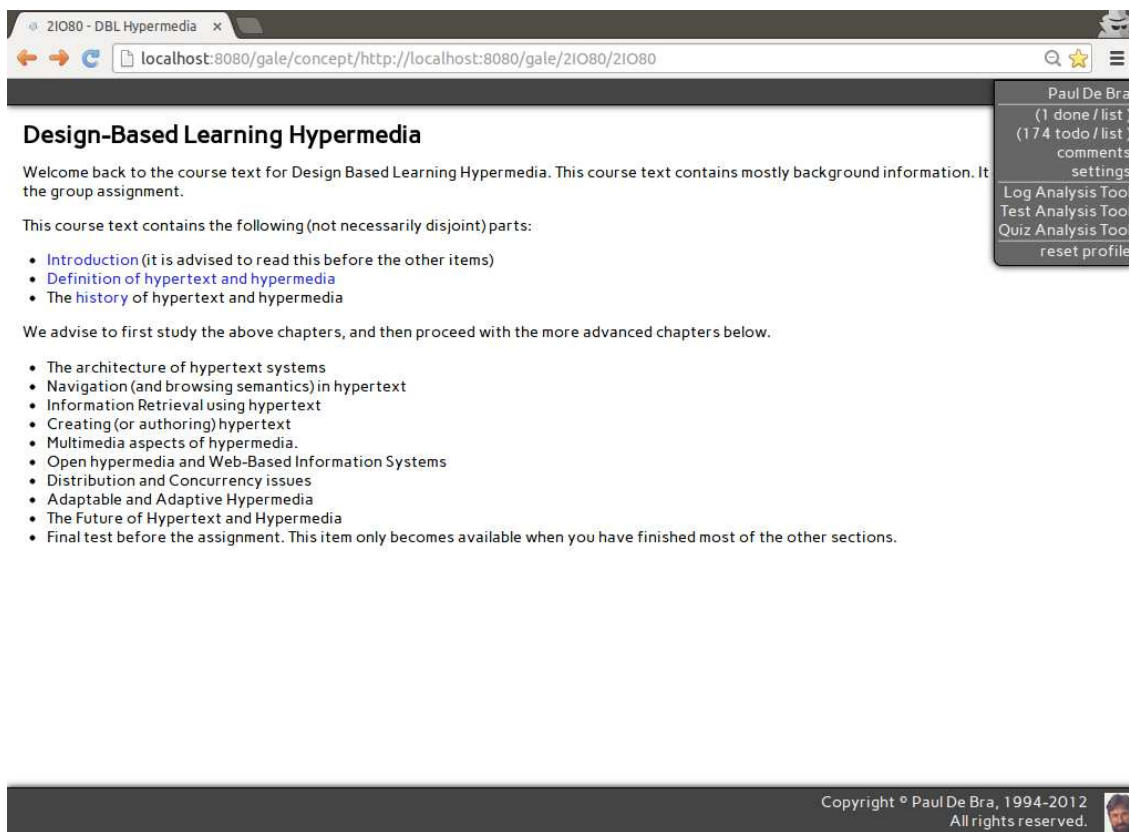 2IO80 - DBL Hypermedia ×
localhost:8080/gale/concept/http://localhost:8080/gale/2IO80/2IO80
Paul De Bra
(1 done / list )
(174 todo / list )
comments
settings
Log Analysis Tool
Test Analysis Tool
Quiz Analysis Tool
reset profile
Design-Based Learning Hypermedia
Welcome back to the course text for Design Based Learning Hypermedia. This course text contains mostly background information. It
the group assignment.
This course text contains the following (not necessarily disjoint) parts:
• Introduction (it is advised to read this before the other items)
• Definition of hypertext and hypermedia
• The history of hypertext and hypermedia
We advise to first study the above chapters, and then proceed with the more advanced chapters below.
• The architecture of hypertext systems
• Navigation (and browsing semantics) in hypertext
• Information Retrieval using hypertext
• Creating (or authoring) hypertext
• Multimedia aspects of hypermedia.
• Open hypermedia and Web-Based Information Systems
• Distribution and Concurrency issues
• Adaptable and Adaptive Hypermedia
• The Future of Hypertext and Hypermedia
• Final test before the assignment. This item only becomes available when you have finished most of the other sections.
Copyright © Paul De Bra, 1994-2012
All rights reserved.